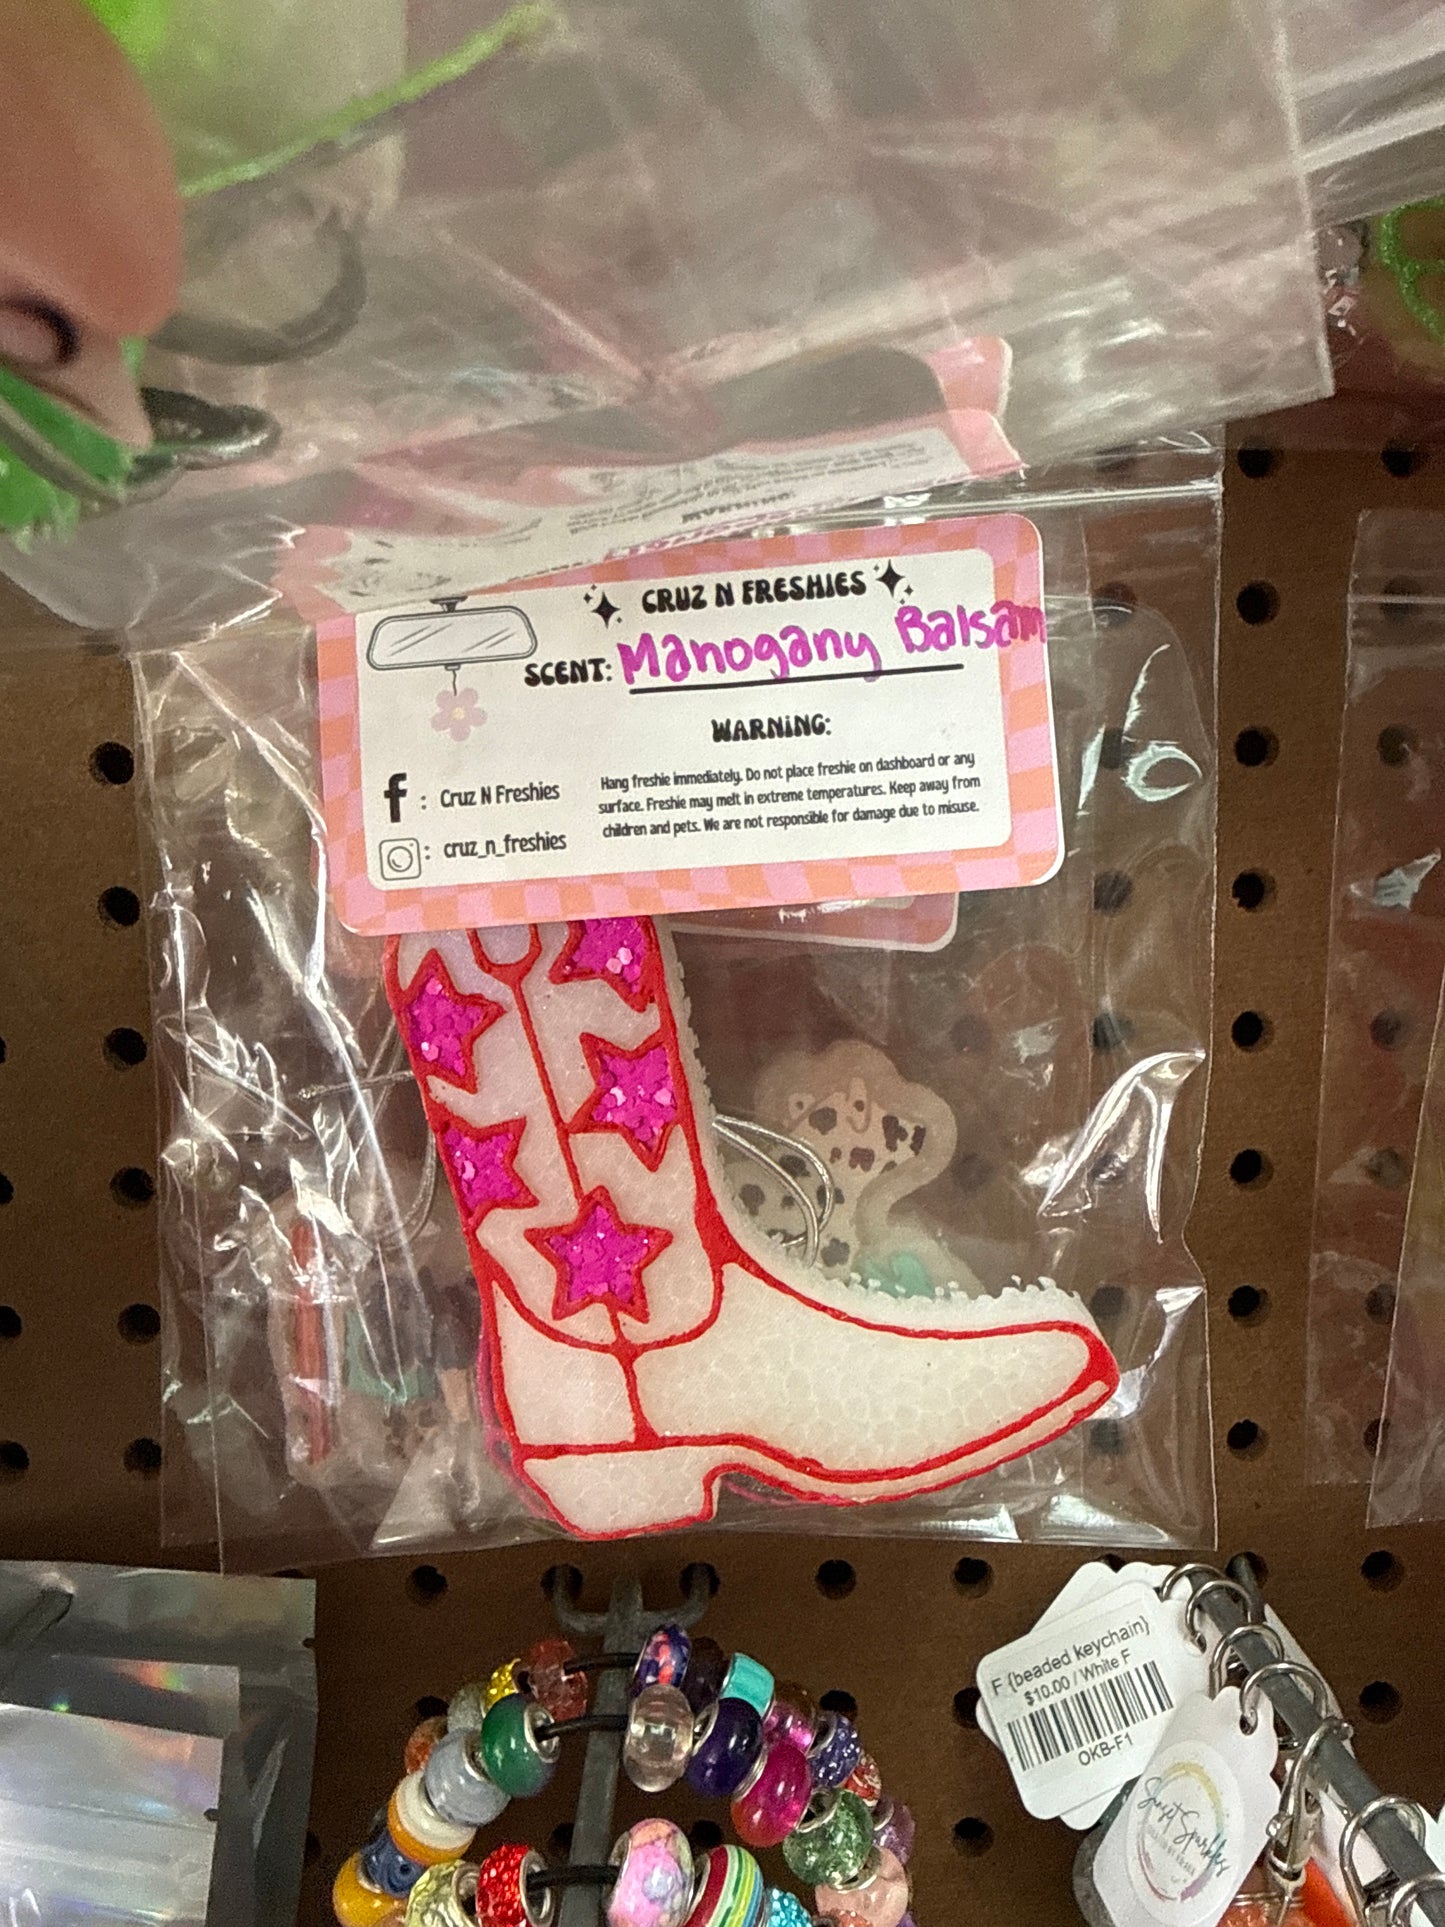 CRUZ N FRESHIES
SCENT: Manogany Balsam
WARNING:
Hang freshie immediately. Do not place freshie on dashboard or any
surface. Freshie may melt in extreme temperatures. Keep away from
children and pets. We are not responsible for damage due to misuse.
f : Cruz N Freshies
: cruz_n_freshies
F {beaded keychain}
$10.00 / White F
OKB-F1
Sunset Sparkles